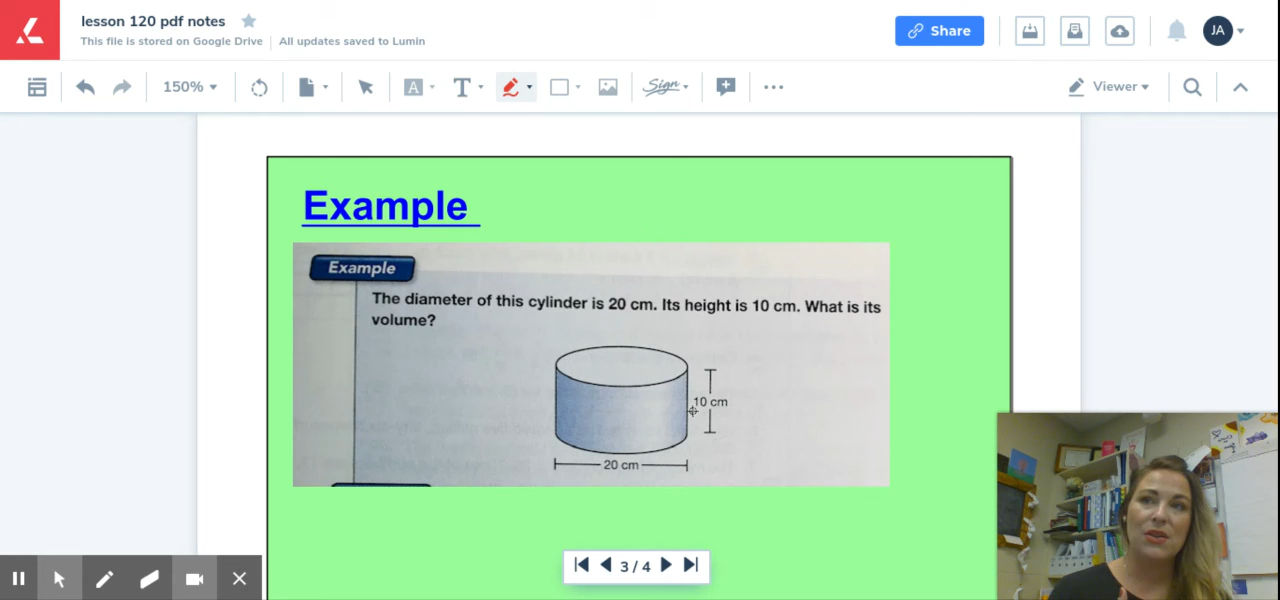 lesson 120 pdf notes
This file is stored on Google Drive
All updates saved to Lumin
Share
JA
150%
A
T
Sign
Viewer
Example
Example
The diameter of this cylinder is 20 cm. Its height is 10 cm. What is its
volume?
10 cm
20 cm
3 / 4